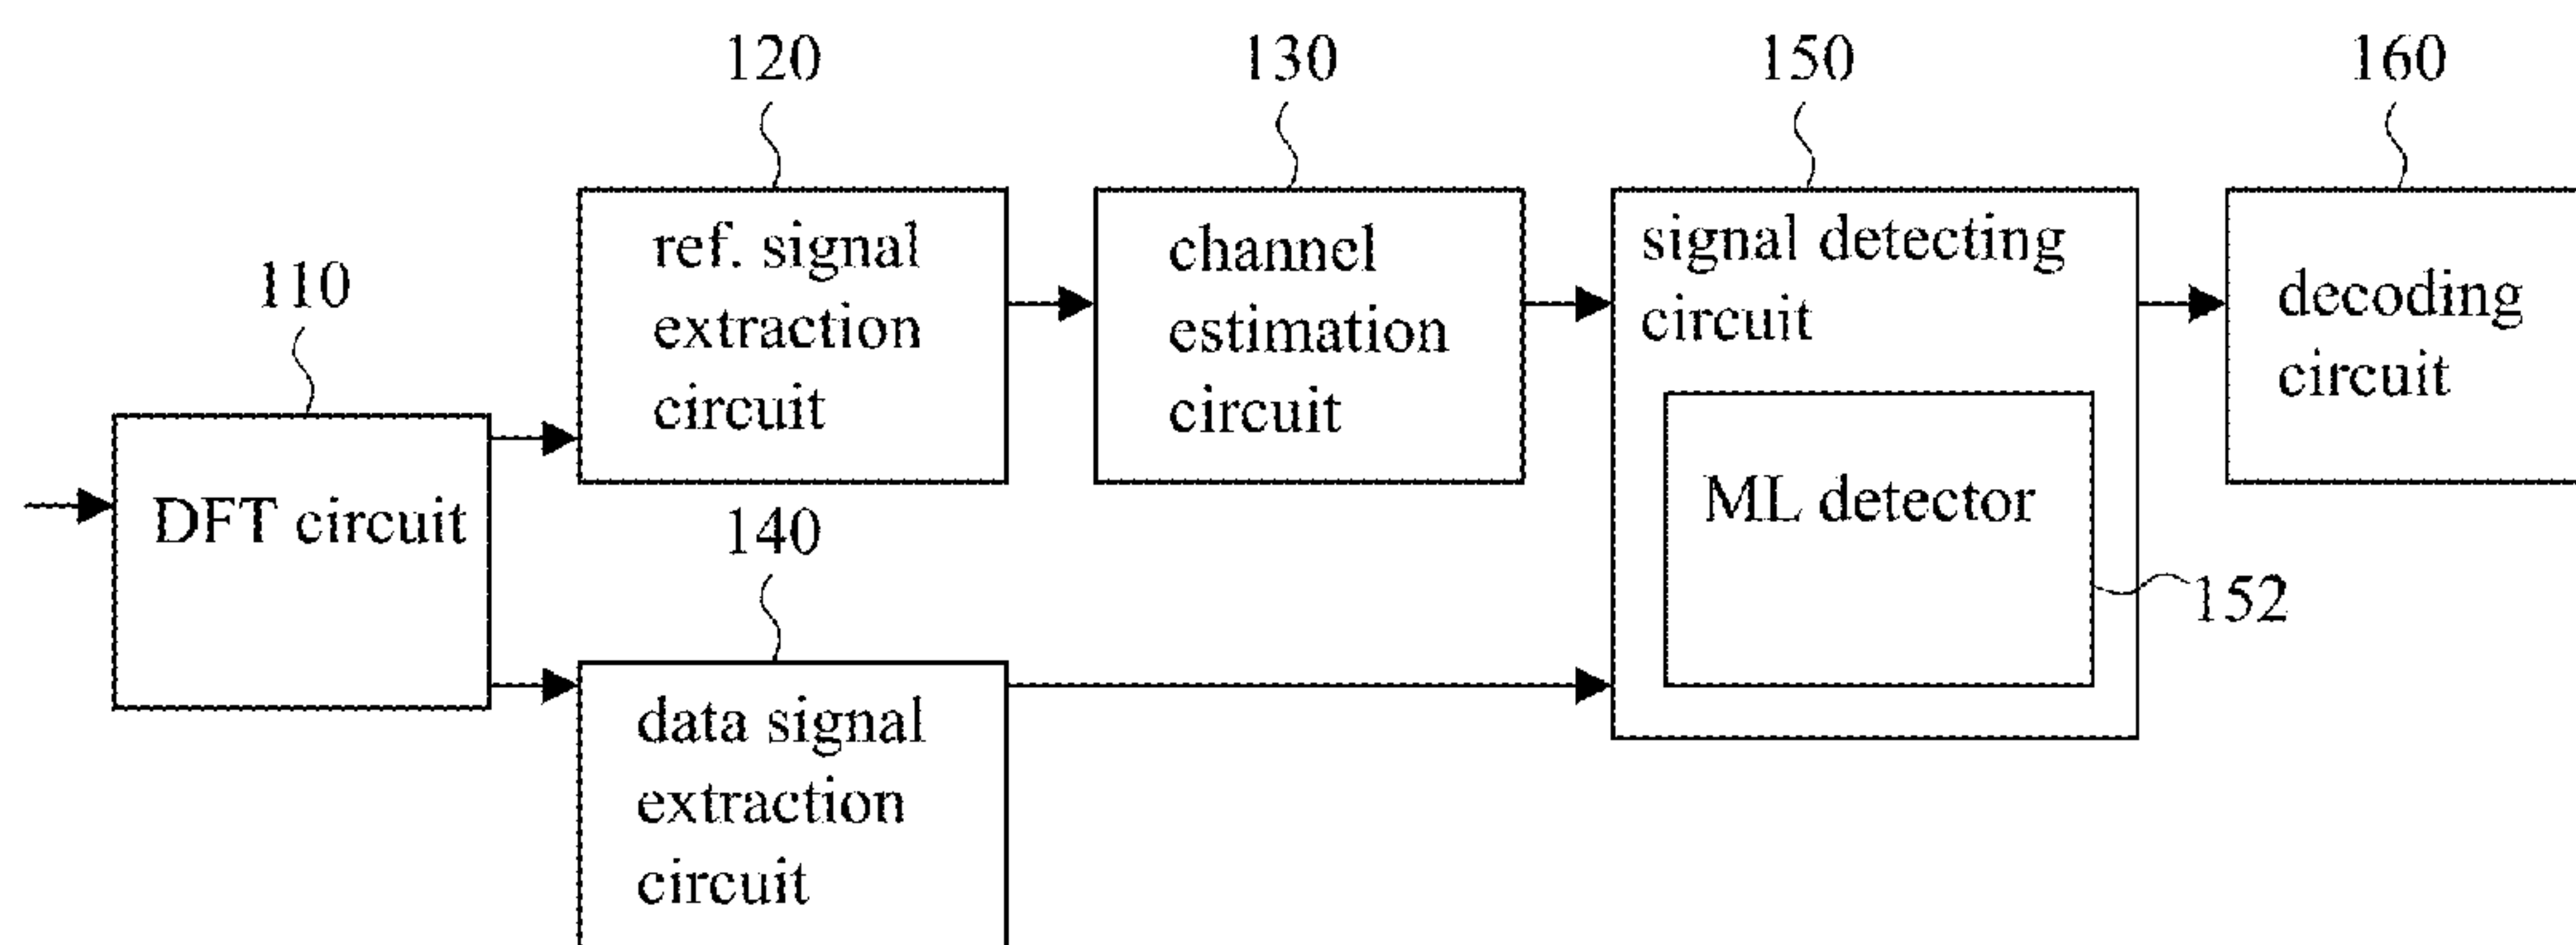 120
130
150
160
110
ref. signal
extraction
circuit
channel
estimation
circuit
signal detecting
circuit
decoding
circuit
DFT circuit
ML detector
140
152
data signal
extraction
circuit